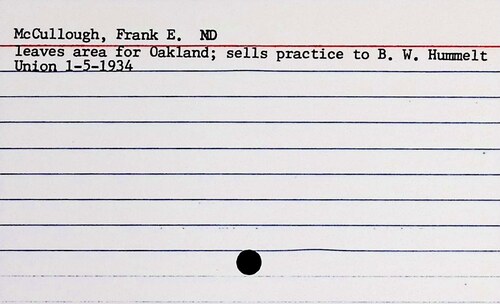 McCullough, Frank E.  ND
leaves area for Oakland; sells practice to B. W. Hummelt
Union 1-5-1934